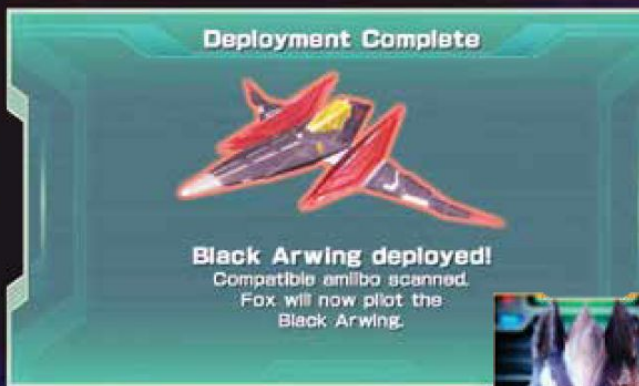 Deployment Complete
Black Arwing deployed!
Compatible amiibo scanned.
Fox will now pilot the
Black Arwing.